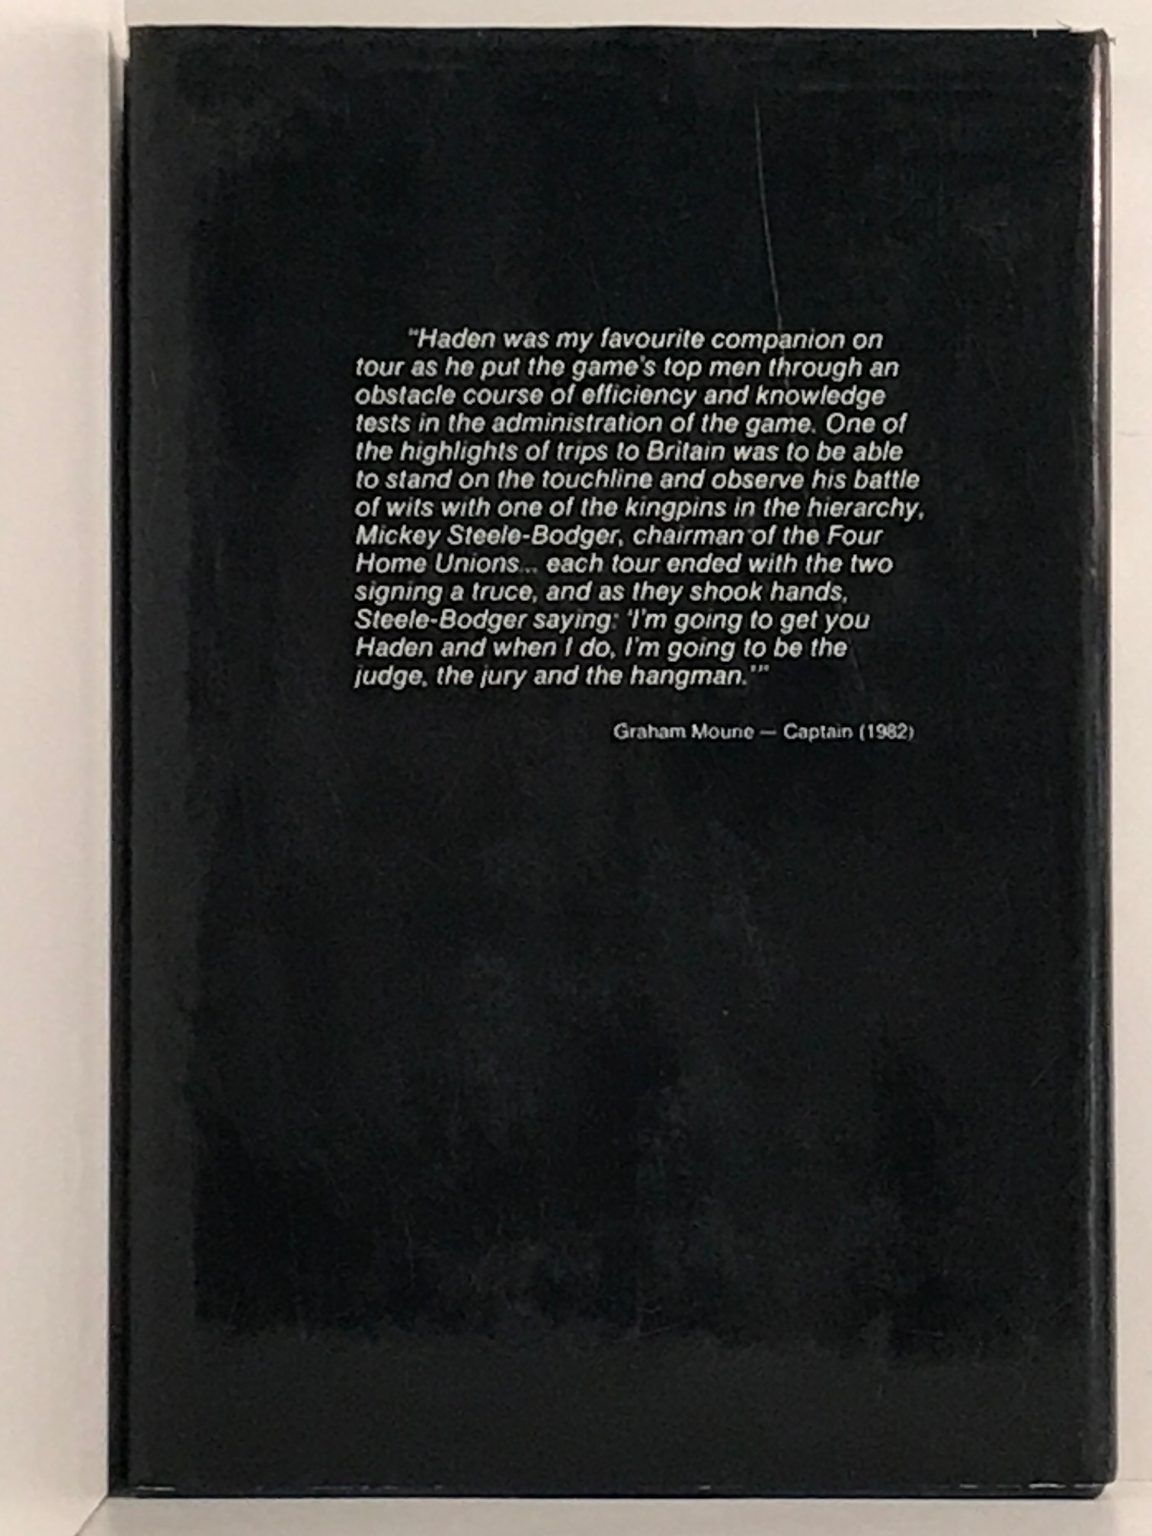 "Haden was my favourite companion on
tour as he put the game's top men through an
obstacle course of efficiency and knowledge
tests in the administration of the game. One of
the highlights of trips to Britain was to be able
to stand on the touchline and observe his battle
of wits with one of the kingpins in the hierarchy,
Mickey Steele-Bodger, chairman of the Four
Home Unions... each tour ended with the two
signing a truce, and as they shook hands,
Steele-Bodger saying: 'I'm going to get you
Haden and when I do, I'm going to be the
judge, the jury and the hangman.'"
Graham Mourie — Captain (1982)